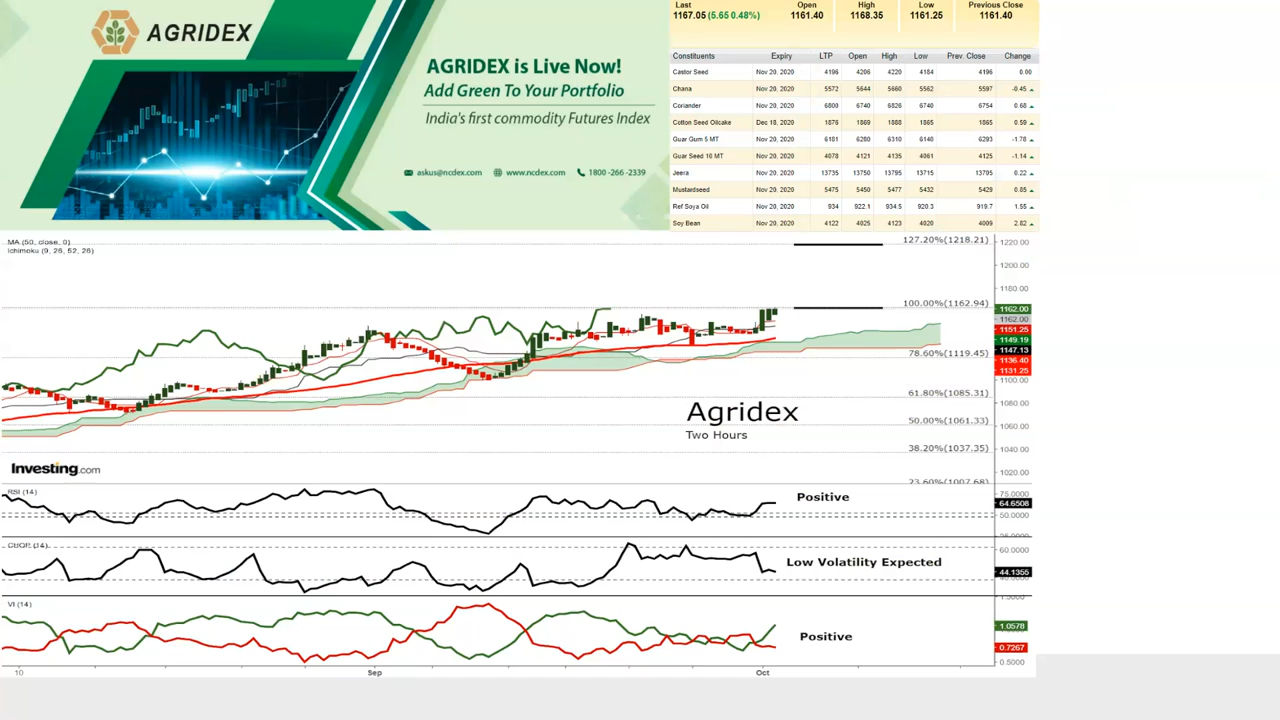 AGRIDEX
AGRIDEX is Live Now!
Add Green To Your Portfolio
India's first commodity Futures Index
askus@ncdex.com www.ncdex.com 1800 -266 -2339
Last Open High Low Previous Close
1167.05 (5.65 0.48%) 1161.40 1168.35 1161.25 1161.40
Constituents Expiry LTP Open High Low Prev. Close Change
Castor Seed Nov 20, 2020 4196 4206 4220 4184 4196 0.00
Chana Nov 20, 2020 5572 5644 5660 5562 5597 -0.45
Coriander Nov 20, 2020 6800 6740 6826 6740 6754 0.68
Cotton Seed Oilcake Dec 18, 2020 1876 1869 1888 1865 1865 0.59
Guar Gum 5 MT Nov 20, 2020 6181 6280 6310 6140 6293 -1.78
Guar Seed 10 MT Nov 20, 2020 4078 4121 4135 4061 4125 -1.14
Jeera Nov 20, 2020 13735 13750 13795 13715 13705 0.22
Mustardseed Nov 20, 2020 5475 5450 5477 5432 5429 0.85
Ref Soya Oil Nov 20, 2020 934 922.1 934.5 920.3 919.7 1.55
Soy Bean Nov 20, 2020 4122 4025 4123 4020 4009 2.82
MA (50, close, 0)
Ichimoku (9, 26, 52, 26)
127.20%(1218.21)
1220.00
1200.00
1180.00
100.00%(1162.94)
1162.00
1162.00
1151.25
1149.19
1147.13
1136.40
1131.25
78.60%(1119.45)
1100.00
61.80%(1085.31)
1080.00
50.00%(1061.33)
1060.00
38.20%(1037.35)
1040.00
1020.00
23.60%(1007.68)
Agridex
Two Hours
Investing.com
RSI (14)
Positive
75.0000
64.6508
50.0000
CHOP (14)
Low Volatility Expected
60.0000
44.1355
VI (14)
Positive
1.0578
0.7267
0.5000
10 Sep Oct